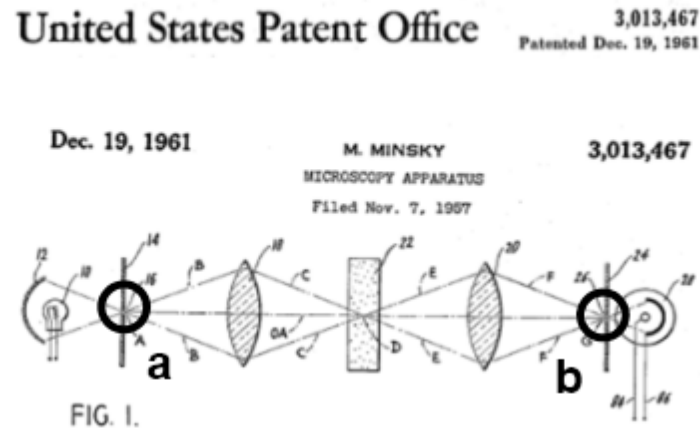 United States Patent Office
3,013,467
Patented Dec. 19, 1961
Dec. 19, 1961
M. MINSKY
3,013,467
MICROSCOPY APPARATUS
Filed Nov. 7, 1957
12
10
14
16
A
B
B
18
C
C
OA
22
D
E
E
20
F
F
26
24
28
G
86
86
a
b
FIG. 1.